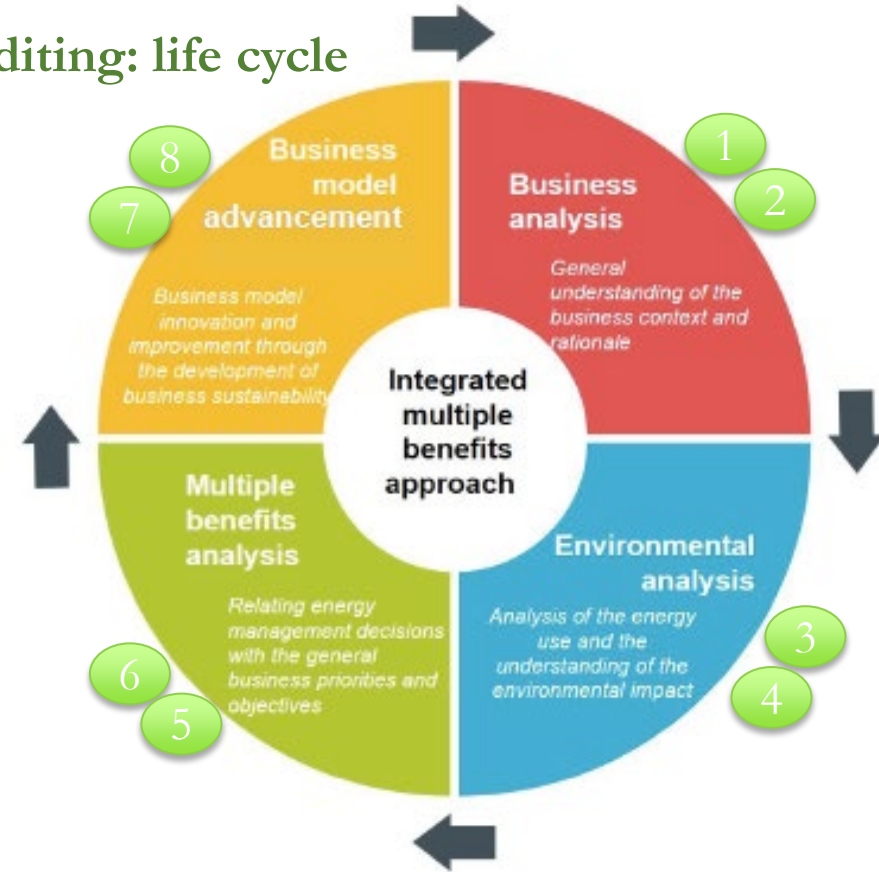 diting: life cycle
8
7
Business
model
advancement
Business model
innovation and
improvement through
the development of
business sustainability
1
2
Business
analysis
General
understanding of the
business context and
rationale
Integrated
multiple
benefits
approach
Multiple
benefits
analysis
Relating energy
management decisions
with the general
business priorities and
objectives
6
5
Environmental
analysis
Analysis of the energy
use and the
understanding of the
environmental impact
3
4